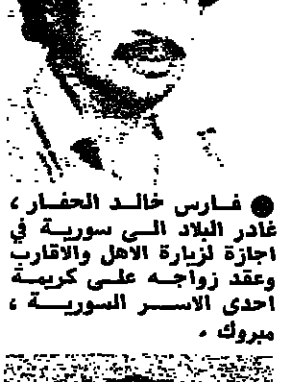 ● فارس خالد الحفار ،
غادر البلاد الى سورية في
اجازة لزيارة الاهل والاقارب
وعقد زواجه على كريمة
احدى الاسر السورية ،
مبروك .